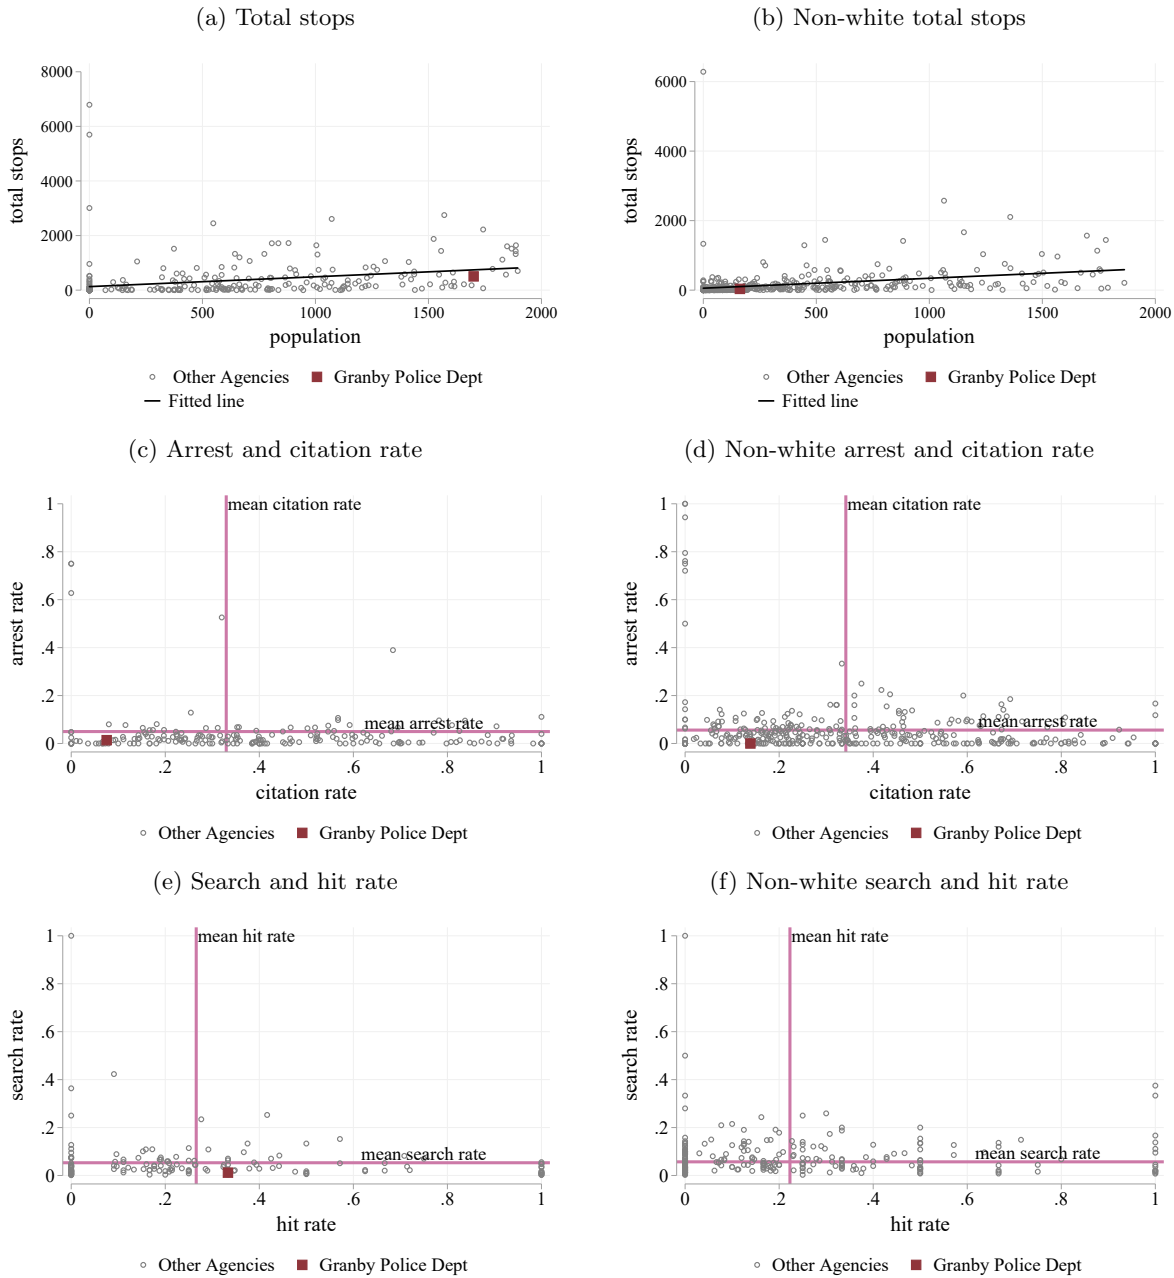 (a) Total stops
(b) Non-white total stops
8000
6000
4000
2000
0
total stops
0 500 1000 1500 2000
population
Other Agencies Granby Police Dept
Fitted line
6000
4000
2000
0
total stops
0 500 1000 1500 2000
population
Other Agencies Granby Police Dept
Fitted line
(c) Arrest and citation rate
(d) Non-white arrest and citation rate
1
.8
.6
.4
.2
0
arrest rate
mean citation rate
mean arrest rate
0 .2 .4 .6 .8 1
citation rate
Other Agencies Granby Police Dept
1
.8
.6
.4
.2
0
arrest rate
mean citation rate
mean arrest rate
0 .2 .4 .6 .8 1
citation rate
Other Agencies Granby Police Dept
(e) Search and hit rate
(f) Non-white search and hit rate
1
.8
.6
.4
.2
0
search rate
mean hit rate
mean search rate
0 .2 .4 .6 .8 1
hit rate
Other Agencies Granby Police Dept
1
.8
.6
.4
.2
0
search rate
mean hit rate
mean search rate
0 .2 .4 .6 .8 1
hit rate
Other Agencies Granby Police Dept